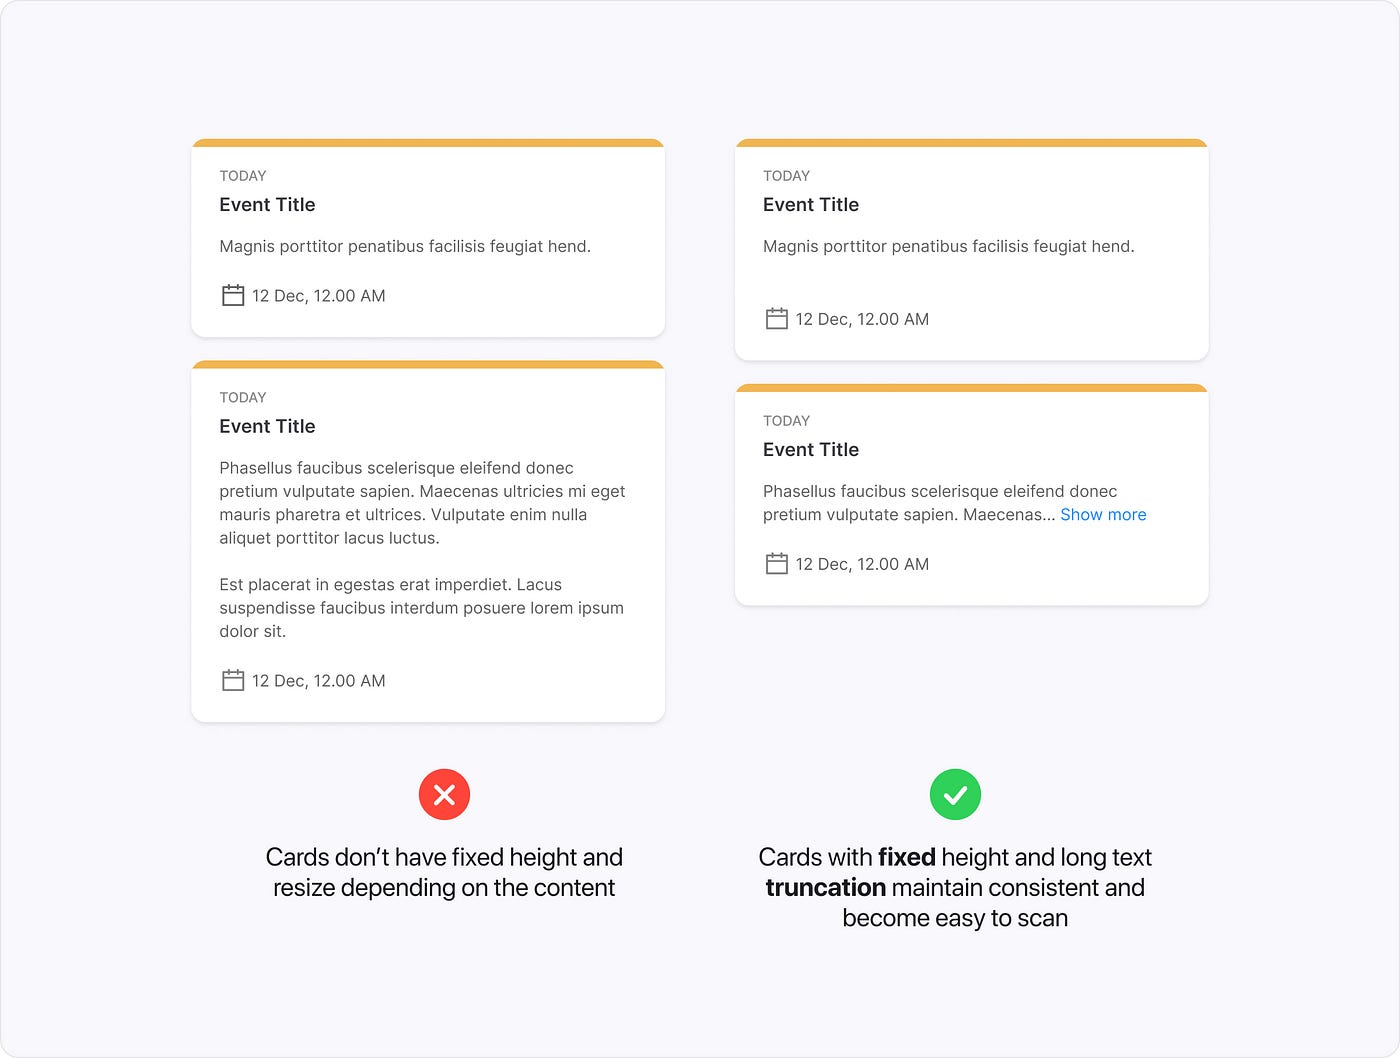 TODAY
Event Title
Magnis porttitor penatibus facilisis feugiat hend.
12 Dec, 12.00 AM
TODAY
Event Title
Phasellus faucibus scelerisque eleifend donec
pretium vulputate sapien. Maecenas ultricies mi eget
mauris pharetra et ultrices. Vulputate enim nulla
aliquet porttitor lacus luctus.
Est placerat in egestas erat imperdiet. Lacus
suspendisse faucibus interdum posuere lorem ipsum
dolor sit.
12 Dec, 12.00 AM
Cards don’t have fixed height and
resize depending on the content
TODAY
Event Title
Magnis porttitor penatibus facilisis feugiat hend.
12 Dec, 12.00 AM
TODAY
Event Title
Phasellus faucibus scelerisque eleifend donec
pretium vulputate sapien. Maecenas... Show more
12 Dec, 12.00 AM
Cards with fixed height and long text
truncation maintain consistent and
become easy to scan